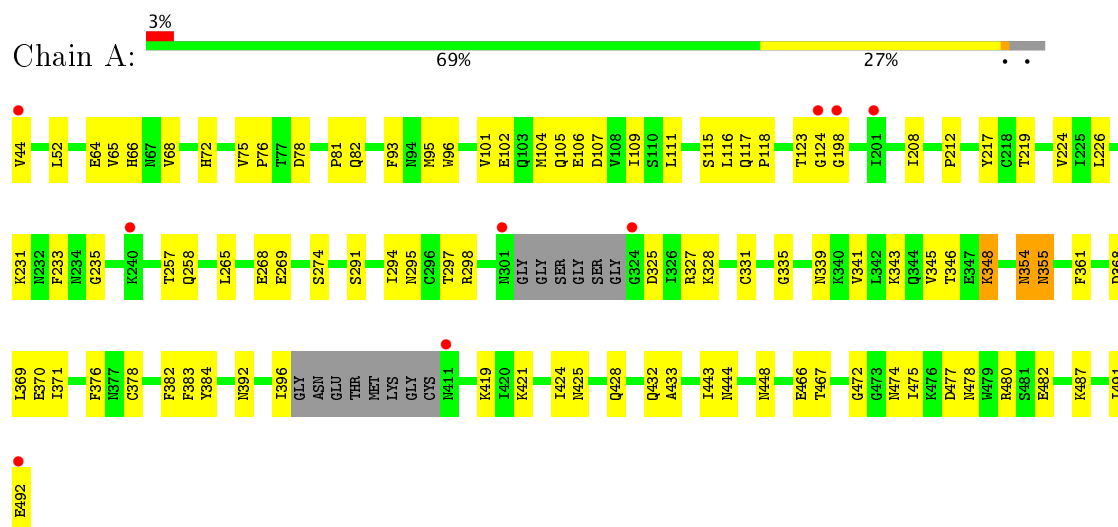 3%
Chain A:
69% 27% • •
V44 L52 E64 V65 H66 N67 V68 H72 V75 P76 T77 D78 P81 Q82 F93 N94 M95 W96 V101 E102 Q103 M104 Q105 E106 D107 V108 I109 S110 L111 S115 L116 Q117 P118 T123 G124 G198 I201 I208 P212 Y217 C218 T219 V224 I225 L226
K231 N232 F233 N234 G235 K240 T257 Q258 L265 E268 E269 S274 S291 I294 N295 C296 T297 R298 N301 GLY GLY SER GLY SER GLY G324 D325 I326 R327 K328 C331 G335 N339 K340 V341 L342 K343 Q344 V345 T346 E347 K348 N354 N355 F361 D368
L369 E370 I371 F376 N377 C378 F382 F383 Y384 N392 I396 GLY ASN GLU THR MET LYS GLY CYS N411 K419 I420 K421 I424 N425 Q428 Q432 A433 I443 N444 N448 E466 T467 G472 G473 N474 I475 K476 D477 N478 W479 R480 S481 E482 K487 I491
E492